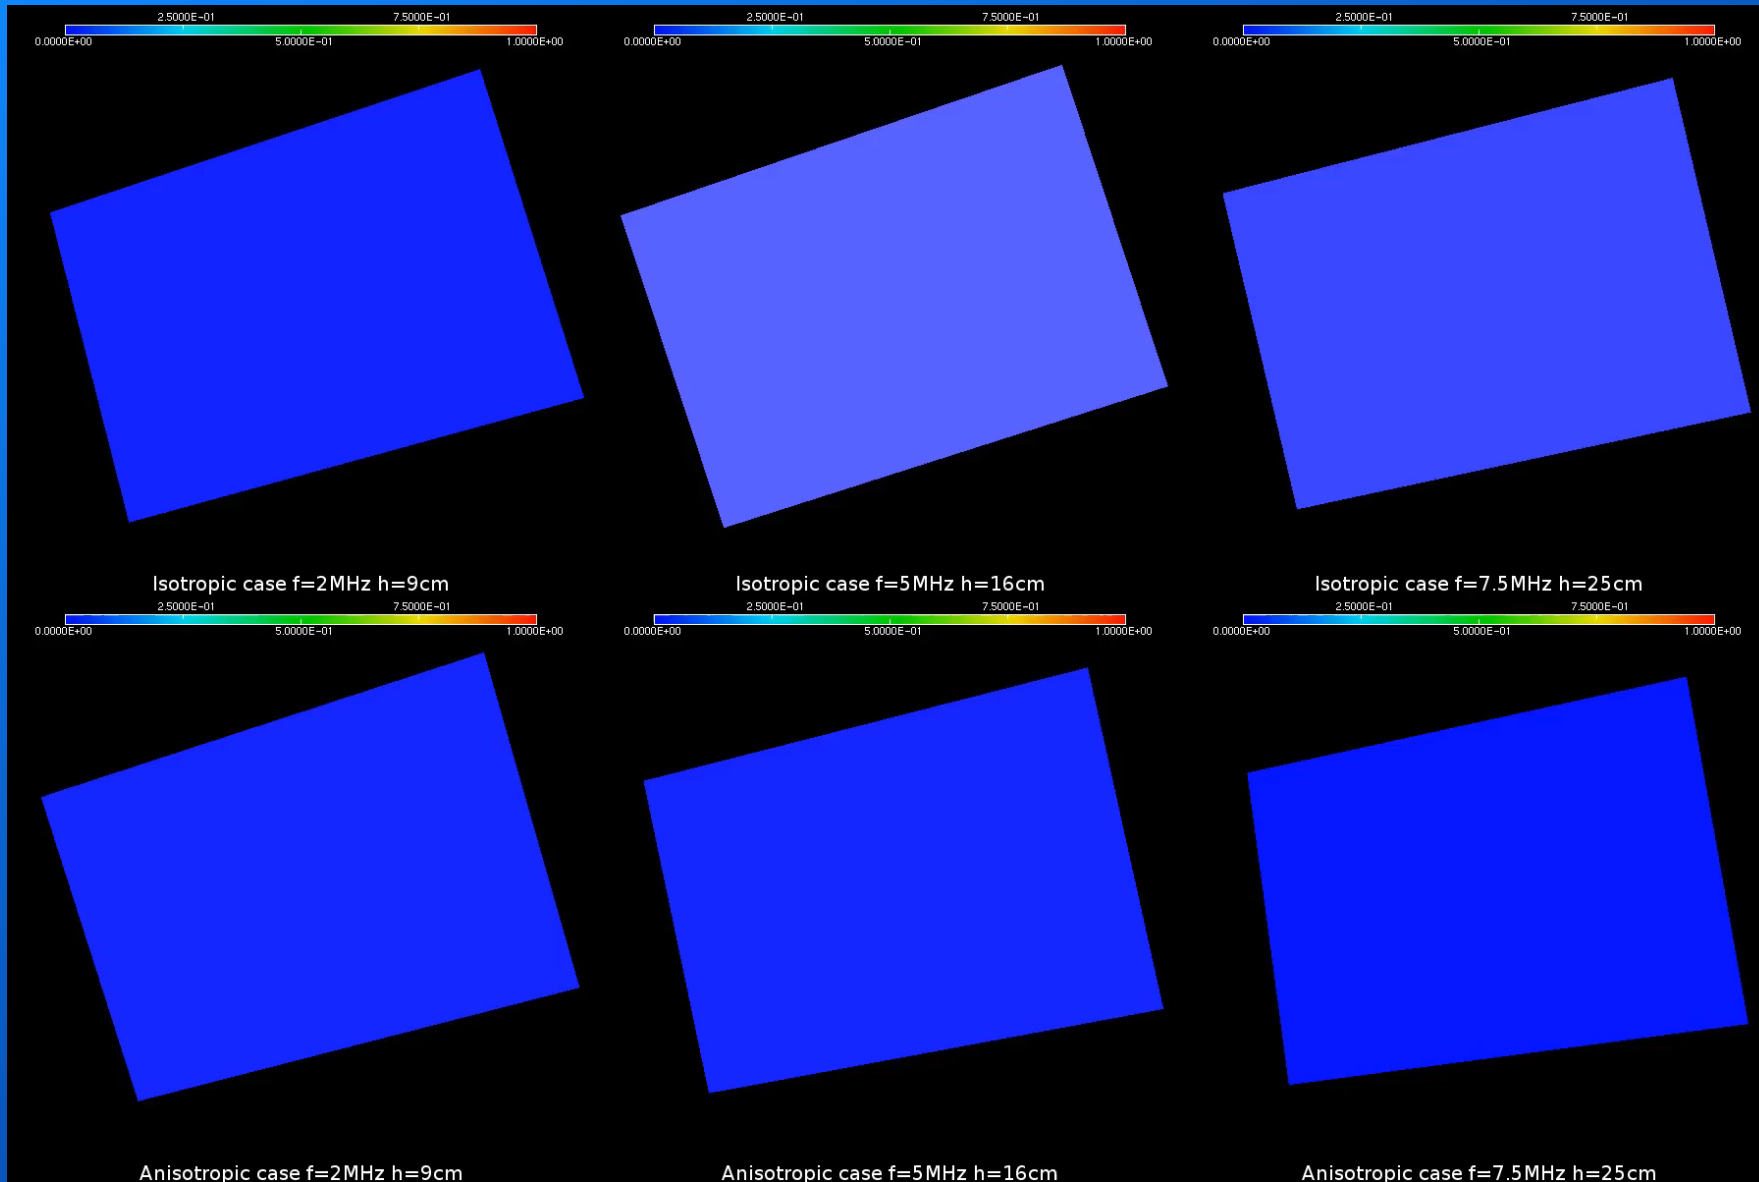 2.5000E−01 7.5000E−01 2.5000E−01 7.5000E−01 2.5000E−01 7.5000E−01
0.0000E+00 5.0000E−01 1.0000E+00 0.0000E+00 5.0000E−01 1.0000E+00 0.0000E+00 5.0000E−01 1.0000E+00
Isotropic case f=2MHz h=9cm Isotropic case f=5MHz h=16cm Isotropic case f=7.5MHz h=25cm
2.5000E−01 7.5000E−01 2.5000E−01 7.5000E−01 2.5000E−01 7.5000E−01
0.0000E+00 5.0000E−01 1.0000E+00 0.0000E+00 5.0000E−01 1.0000E+00 0.0000E+00 5.0000E−01 1.0000E+00
Anisotropic case f=2MHz h=9cm Anisotropic case f=5MHz h=16cm Anisotropic case f=7.5MHz h=25cm